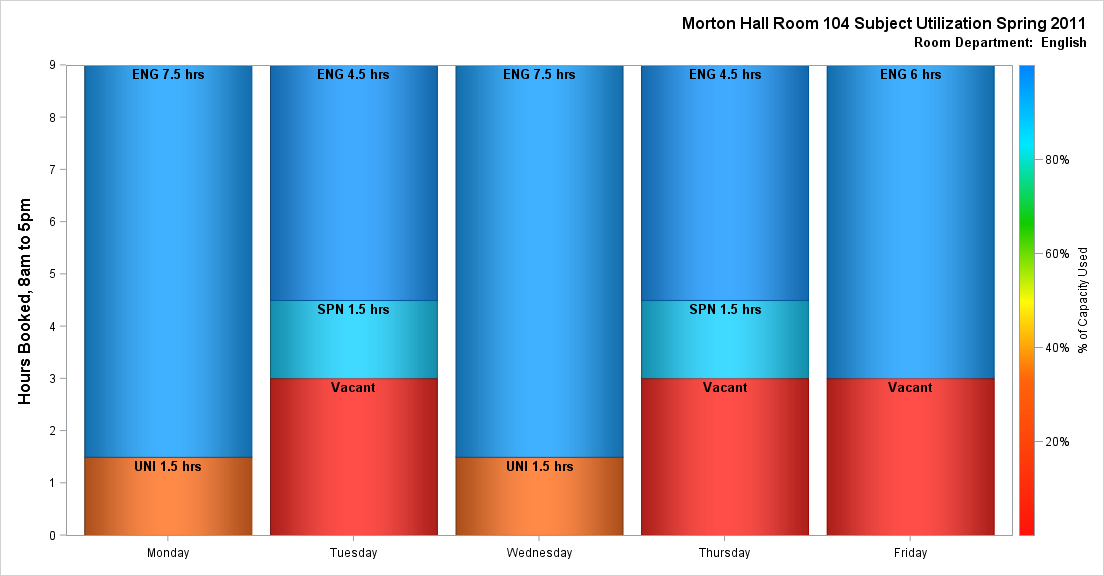 Morton Hall Room 104 Subject Utilization Spring 2011
Room Department:  English
Hours Booked, 8am to 5pm
9
8
7
6
5
4
3
2
1
0
ENG 7.5 hrs
UNI 1.5 hrs
ENG 4.5 hrs
SPN 1.5 hrs
Vacant
ENG 7.5 hrs
UNI 1.5 hrs
ENG 4.5 hrs
SPN 1.5 hrs
Vacant
ENG 6 hrs
Vacant
Monday
Tuesday
Wednesday
Thursday
Friday
80%
60%
40%
20%
% of Capacity Used